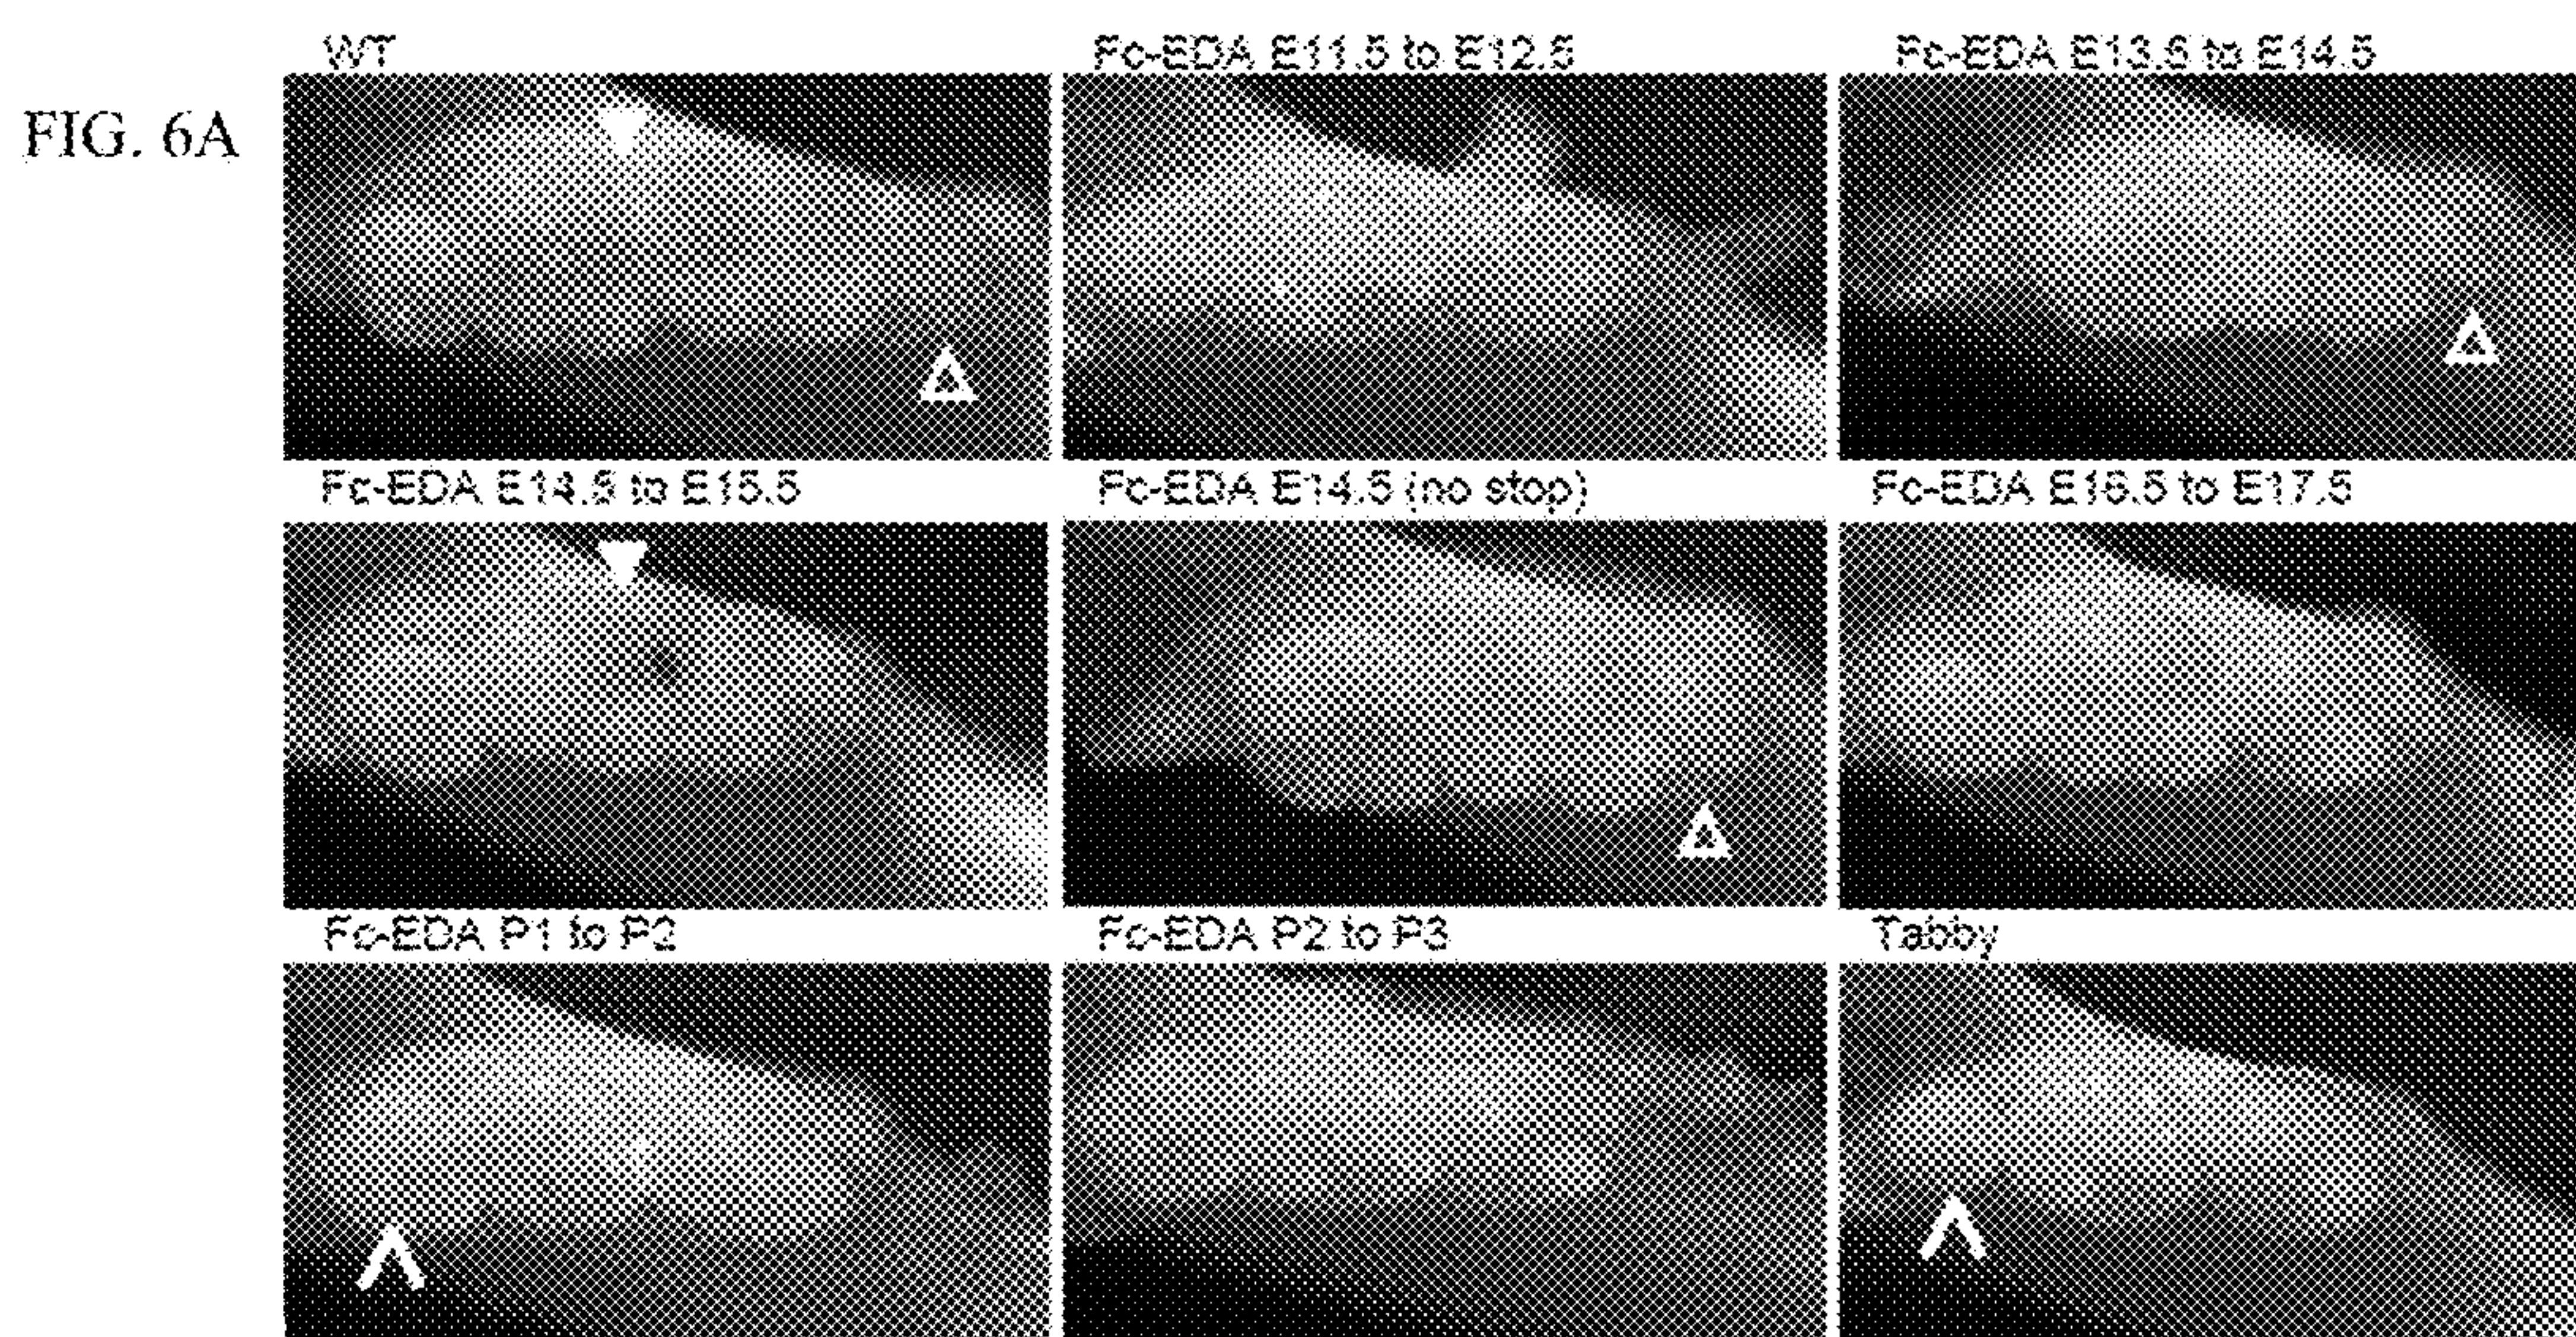 WT
Fc-EDA E11.5 to E12.5
Fc-EDA E13.5 to E14.5
FIG. 6A
Fc-EDA E14.5 to E15.5
Fc-EDA E14.5 (no stop)
Fc-EDA E16.5 to E17.5
Fc-EDA P1 to P2
Fc-EDA P2 to P3
Tabby